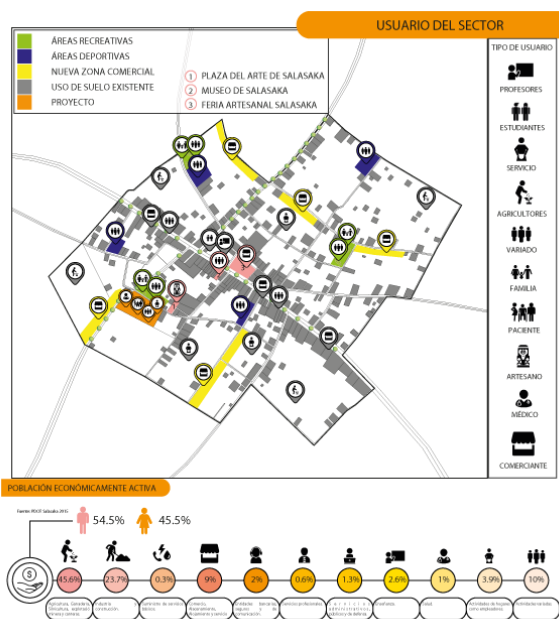 USUARIO DEL SECTOR
ÁREAS RECREATIVAS
ÁREAS DEPORTIVAS
NUEVA ZONA COMERCIAL
USO DE SUELO EXISTENTE
PROYECTO
1 PLAZA DEL ARTE DE SALASAKA
2 MUSEO DE SALASAKA
3 FERIA ARTESANAL SALASAKA
3
TIPO DE USUARIO
PROFESORES
ESTUDIANTES
SERVICIO
AGRICULTORES
VARIADO
FAMILIA
PACIENTE
ARTESANO
MÉDICO
COMERCIANTE
POBLACIÓN ECONÓMICAMENTE ACTIVA
54.5%
45.5%
45.6%
23.7%
0.3%
9%
2%
0.6%
1.3%
2.6%
1%
3.9%
10%